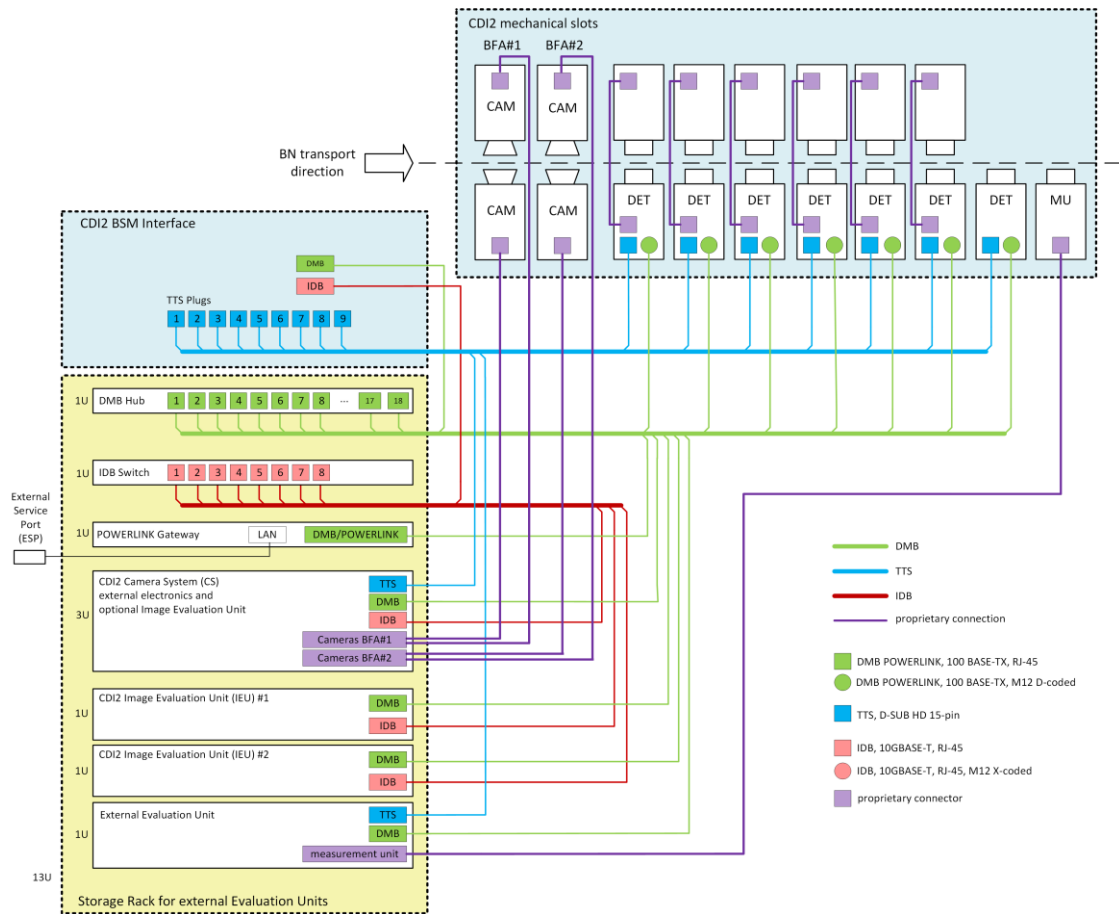 CDI2 mechanical slots
BFA#1 BFA#2
CAM CAM
BN transport
direction
CAM CAM DET DET DET DET DET DET DET MU
CDI2 BSM Interface
DMB
IDB
TTS Plugs
1 2 3 4 5 6 7 8 9
1U DMB Hub 1 2 3 4 5 6 7 8 ... 17 18
1U IDB Switch 1 2 3 4 5 6 7 8
External
Service
Port
(ESP)
1U POWERLINK Gateway LAN DMB/POWERLINK
3U CDI2 Camera System (CS)
external electronics and
optional Image Evaluation Unit
TTS
DMB
IDB
Cameras BFA#1
Cameras BFA#2
1U CDI2 Image Evaluation Unit (IEU) #1
DMB
IDB
1U CDI2 Image Evaluation Unit (IEU) #2
DMB
IDB
1U External Evaluation Unit
TTS
DMB
measurement unit
13U
Storage Rack for external Evaluation Units
DMB
TTS
IDB
proprietary connection
DMB POWERLINK, 100 BASE-TX, RJ-45
DMB POWERLINK, 100 BASE-TX, M12 D-coded
TTS, D-SUB HD 15-pin
IDB, 10GBASE-T, RJ-45
IDB, 10GBASE-T, RJ-45, M12 X-coded
proprietary connector